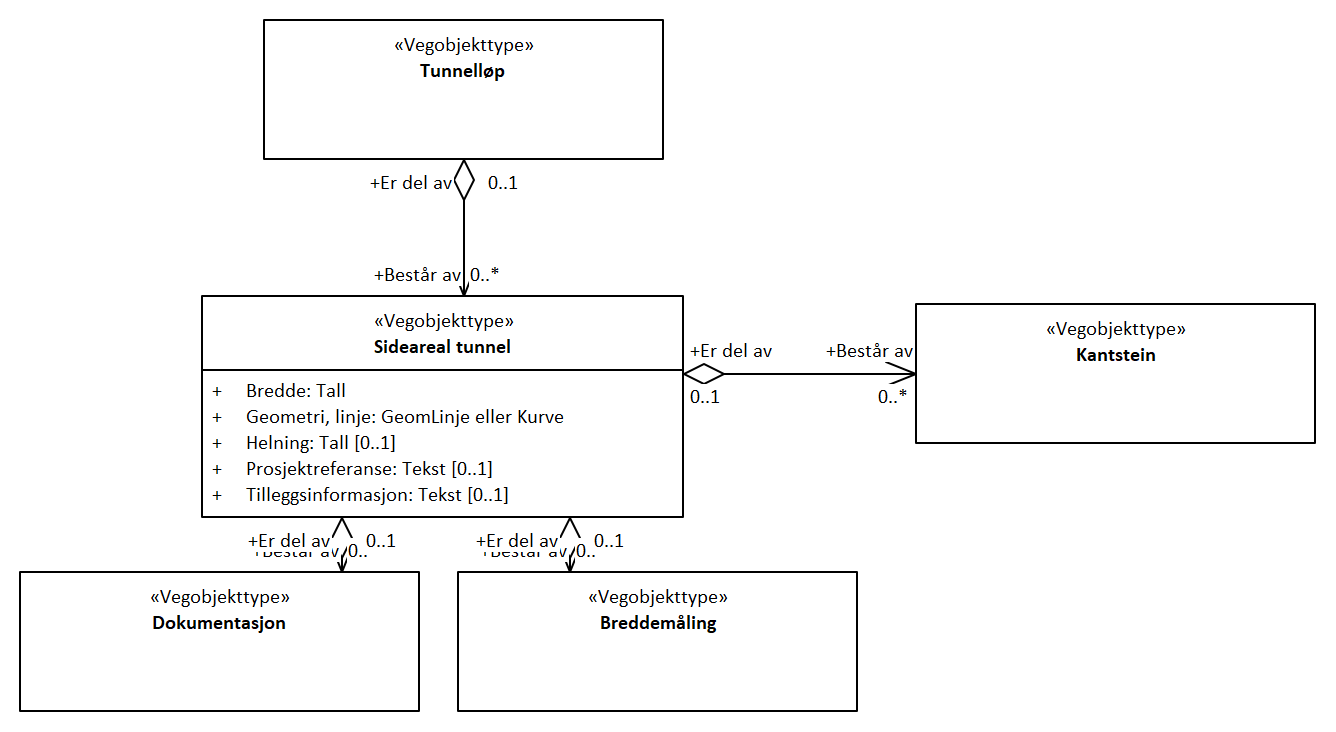 «Vegobjekttype»
Tunnelløp
+Er del av 0..1
+Består av 0..*
«Vegobjekttype»
Sideareal tunnel
+ Bredde: Tall
+ Geometri, linje: GeomLinje eller Kurve
+ Helning: Tall [0..1]
+ Prosjektreferanse: Tekst [0..1]
+ Tilleggsinformasjon: Tekst [0..1]
+Er del av +Består av
0..1 0..*
«Vegobjekttype»
Kantstein
+Er del av 0..1
+Består av 0..
+Er del av 0..1
+Består av 0..
«Vegobjekttype»
Dokumentasjon
«Vegobjekttype»
Breddemåling